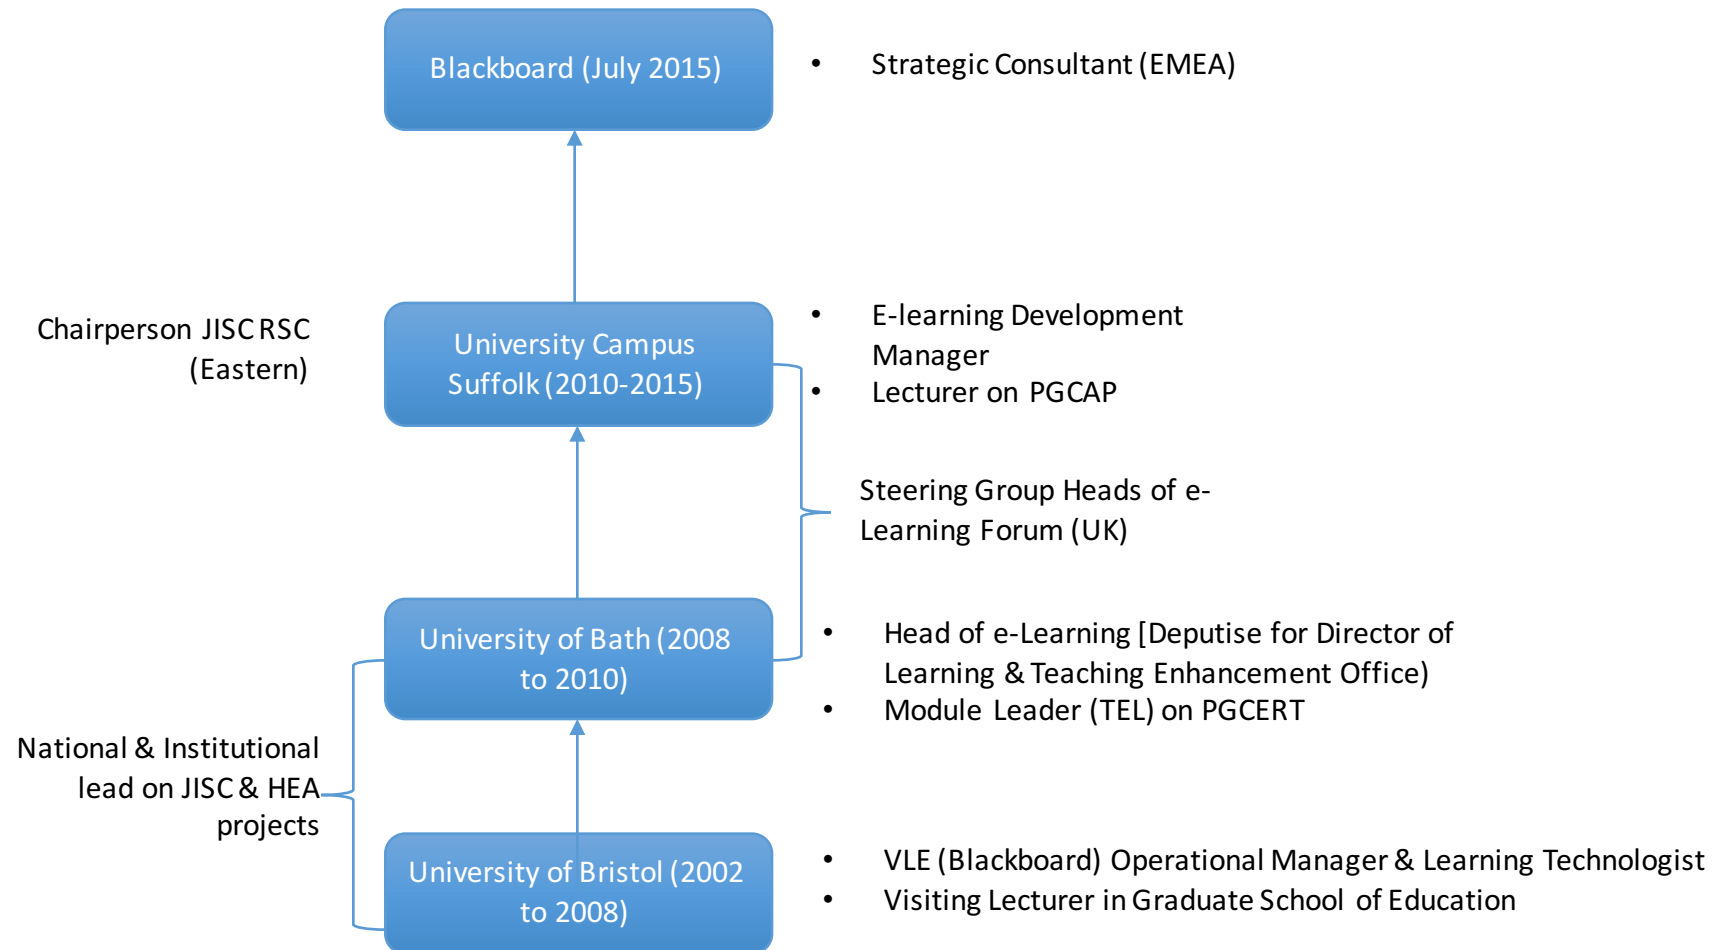 Blackboard (July 2015)
• Strategic Consultant (EMEA)
Chairperson JISC RSC
(Eastern)
University Campus
Suffolk (2010-2015)
• E-learning Development
Manager
• Lecturer on PGCAP
Steering Group Heads of e-
Learning Forum (UK)
University of Bath (2008
to 2010)
• Head of e-Learning [Deputise for Director of
Learning & Teaching Enhancement Office)
• Module Leader (TEL) on PGCERT
National & Institutional
lead on JISC & HEA
projects
University of Bristol (2002
to 2008)
• VLE (Blackboard) Operational Manager & Learning Technologist
• Visiting Lecturer in Graduate School of Education